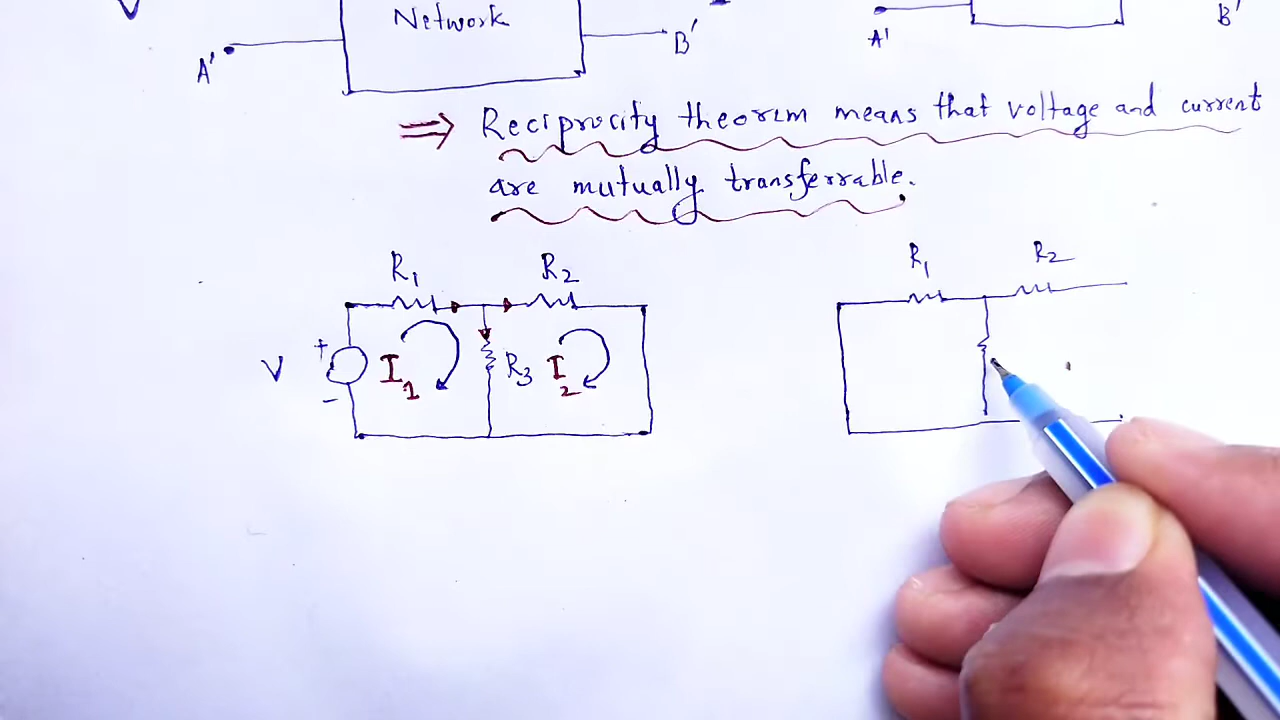 V
Network
A'
B'
A'
B'
⇒ Reciprocity theorem means that voltage and current
are mutually transferrable.
R1
R2
R1
R2
V
+
-
I1
R3
I2